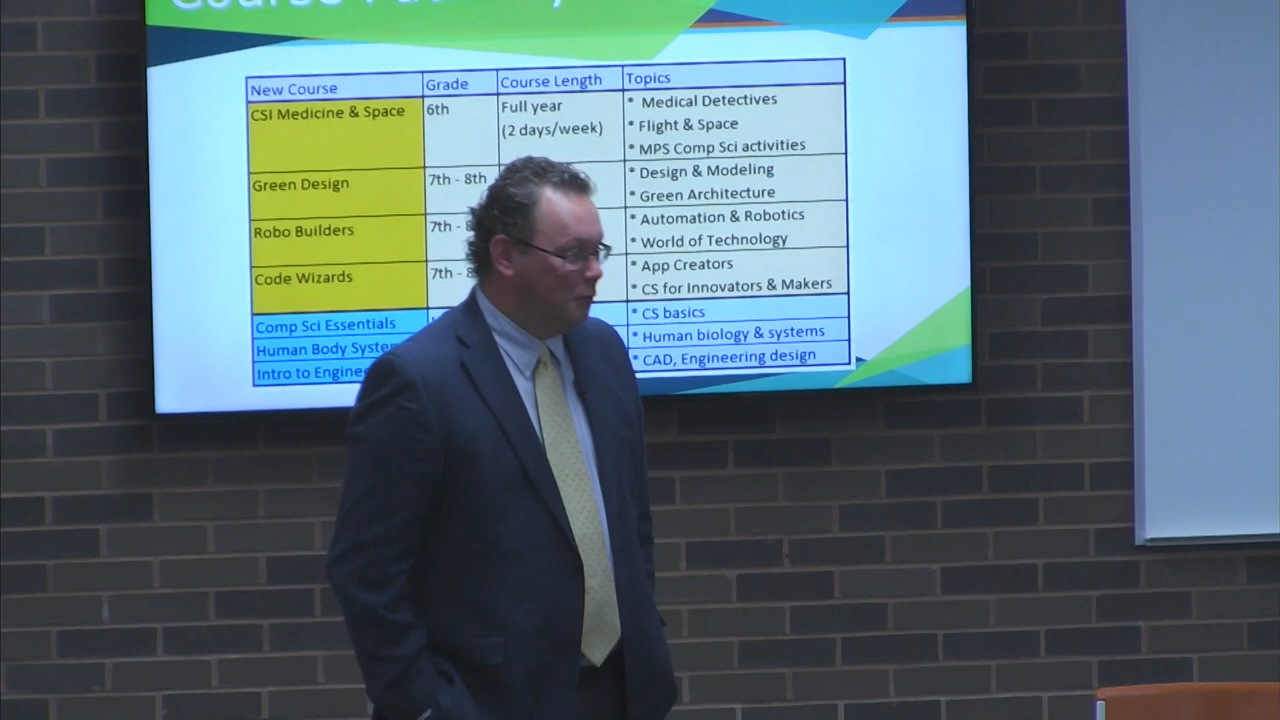 Course
New Course Grade Course Length Topics
CSI Medicine & Space 6th Full year * Medical Detectives
(2 days/week) * Flight & Space
* MPS Comp Sci activities
Green Design 7th - 8th * Design & Modeling
* Green Architecture
Robo Builders 7th - * Automation & Robotics
* World of Technology
Code Wizards 7th - 8 * App Creators
* CS for Innovators & Makers
Comp Sci Essentials * CS basics
Human Body * Human biology & systems
Intro to * CAD, Engineering design